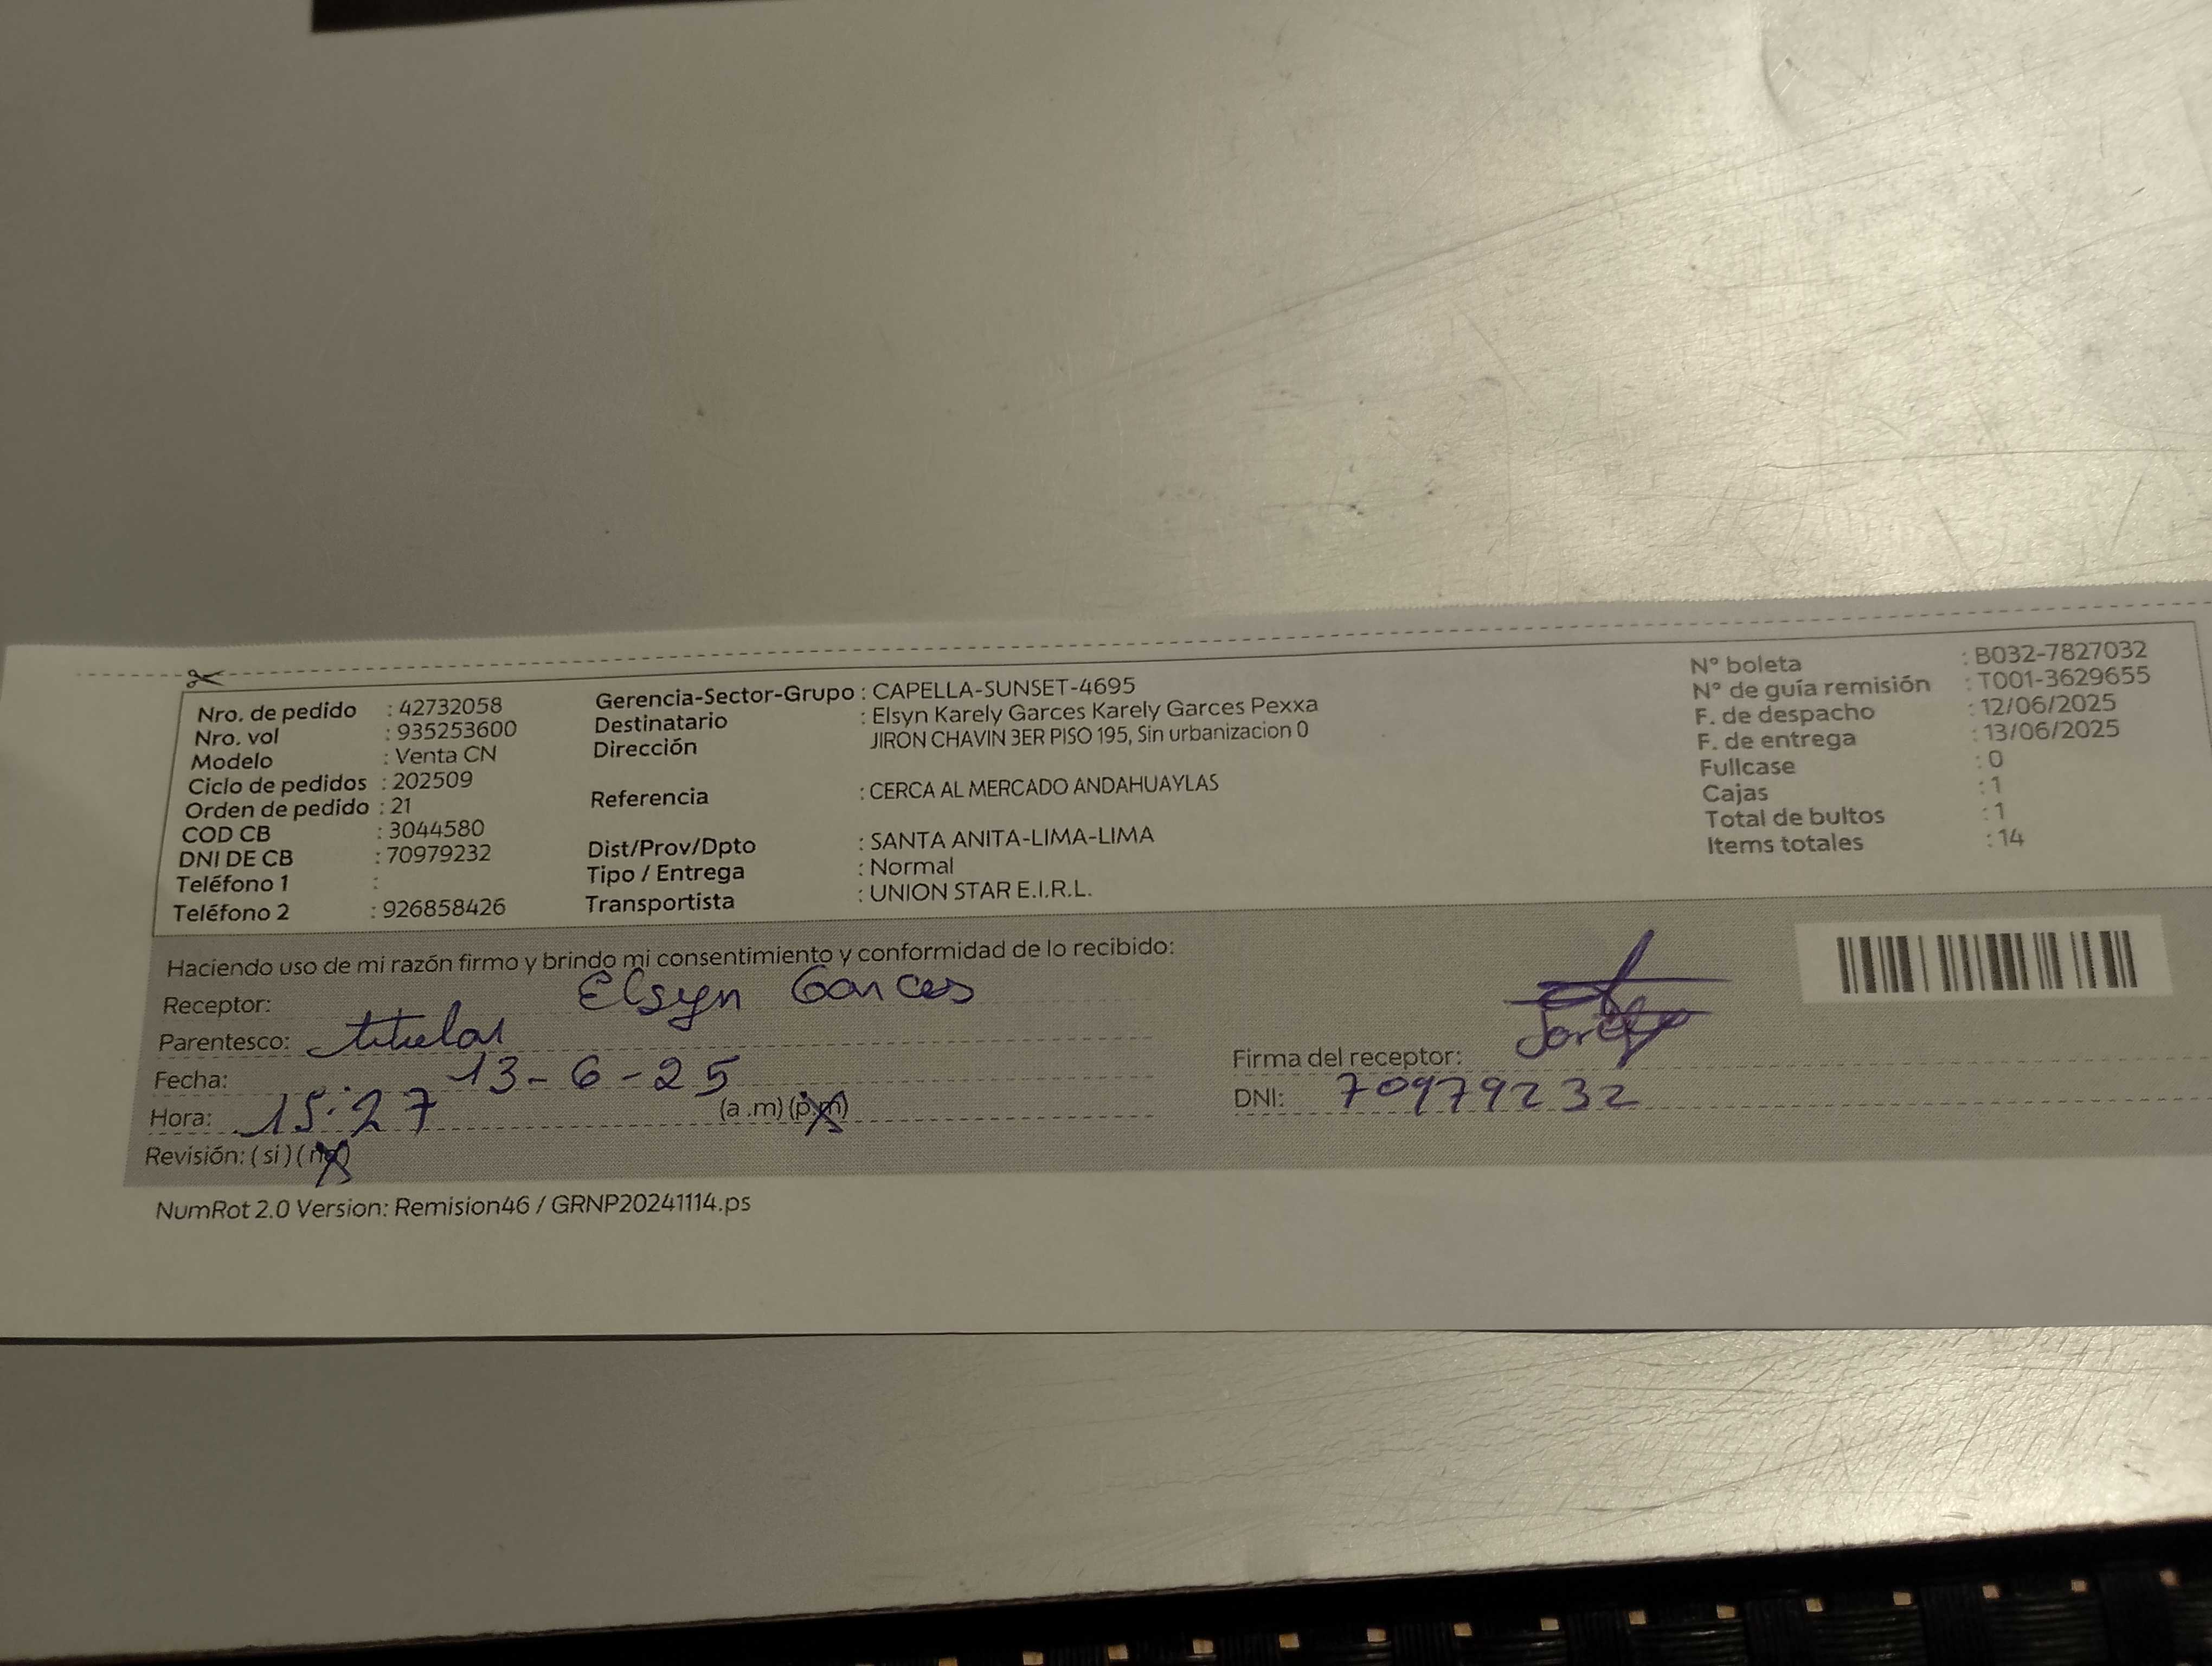 Nro. de pedido : 42732058
Nro. vol : 935253600
Modelo : Venta CN
Ciclo de pedidos : 202509
Orden de pedido : 21
COD CB : 3044580
DNI DE CB : 70979232
Teléfono 1 :
Teléfono 2 : 926858426
Gerencia-Sector-Grupo : CAPELLA-SUNSET-4695
Destinatario : Elsyn Karely Garces Karely Garces Pexxa
Dirección JIRON CHAVIN 3ER PISO 195, Sin urbanizacion 0
Referencia : CERCA AL MERCADO ANDAHUAYLAS
Dist/Prov/Dpto : SANTA ANITA-LIMA-LIMA
Tipo / Entrega : Normal
Transportista : UNION STAR E.I.R.L.
N° boleta : B032-7827032
N° de guía remisión : T001-3629655
F. de despacho : 12/06/2025
F. de entrega : 13/06/2025
Fullcase : 0
Cajas : 1
Total de bultos : 1
Items totales : 14
Haciendo uso de mi razón firmo y brindo mi consentimiento y conformidad de lo recibido:
Receptor: Elsyn Garces
Parentesco: titular
Fecha: 13-6-25
Hora: 15:27 (a .m) (p.m)
Revisión: ( si ) ( no )
Firma del receptor:
DNI: 70979232
NumRot 2.0 Version: Remision46 / GRNP20241114.ps